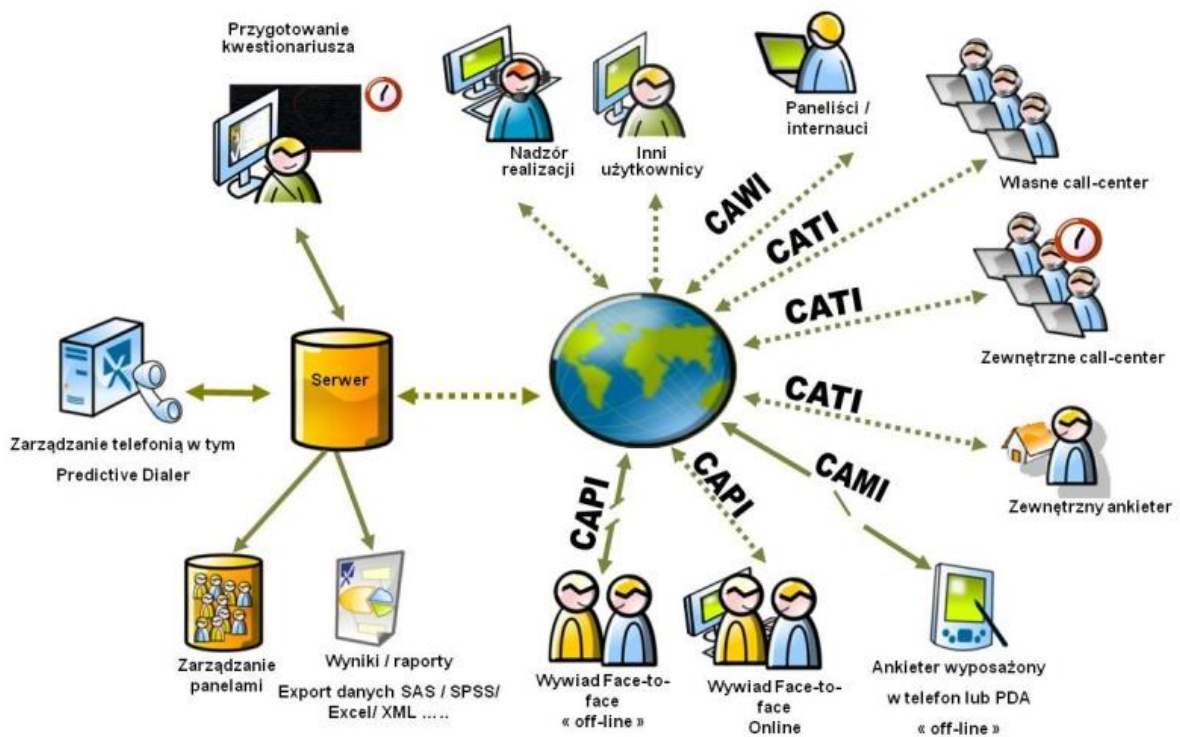 Przygotowanie
kwestionariusza
Nadzór
realizacji
Inni
użytkownicy
Paneliści /
internauci
Własne call-center
CAWI
CATI
CATI
Zewnętrzne call-center
CATI
Zewnętrzny ankieter
Serwer
Zarządzanie telefonią w tym
Predictive Dialer
CAPI
CAPI
CAMI
Zarządzanie
panelami
Wyniki / raporty
Export danych SAS / SPSS/
Excel/ XML .....
Wywiad Face-to-
face
« off-line »
Wywiad Face-to-
face
Online
Ankieter wyposażony
w telefon lub PDA
« off-line »